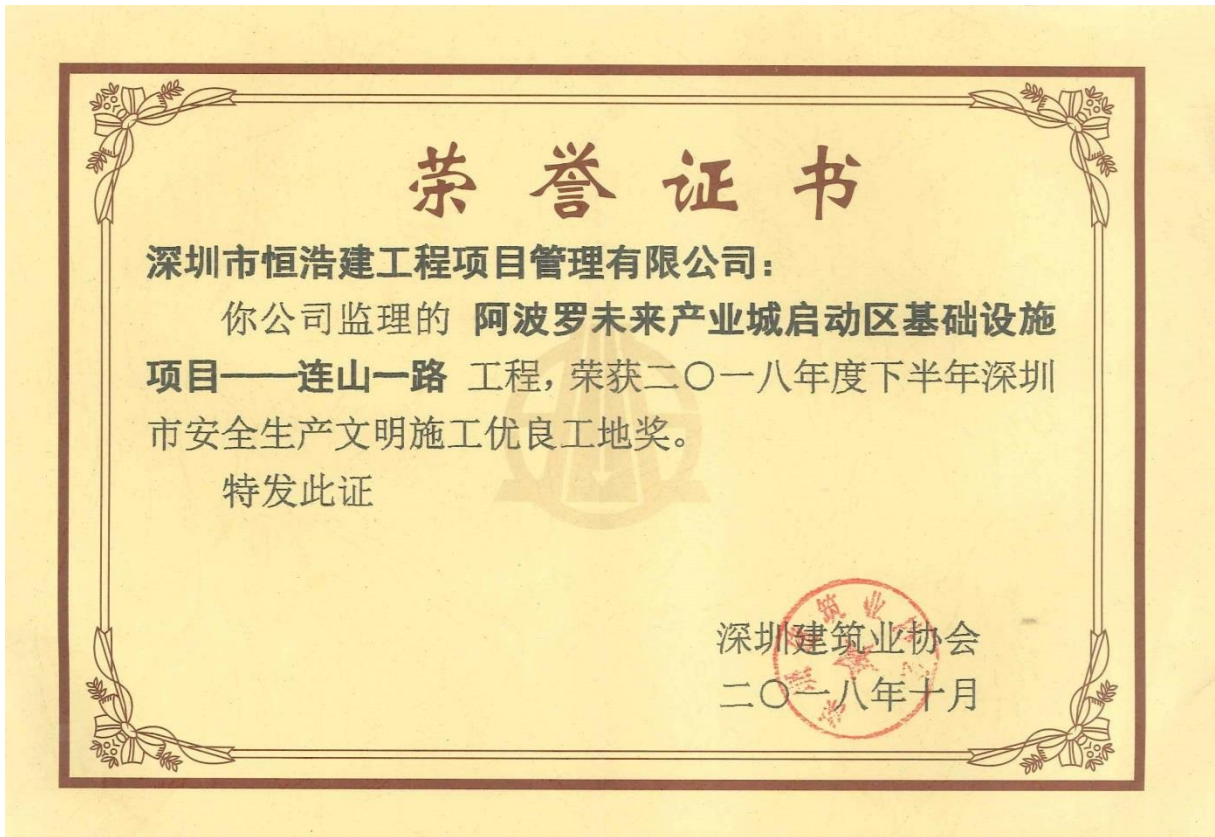 荣誉证书
深圳市恒浩建工程项目管理有限公司：
你公司监理的 阿波罗未来产业城启动区基础设施
项目——连山一路 工程，荣获二〇一八年度下半年深圳
市安全生产文明施工优良工地奖。
特发此证
深圳建筑业协会
二〇一八年十月